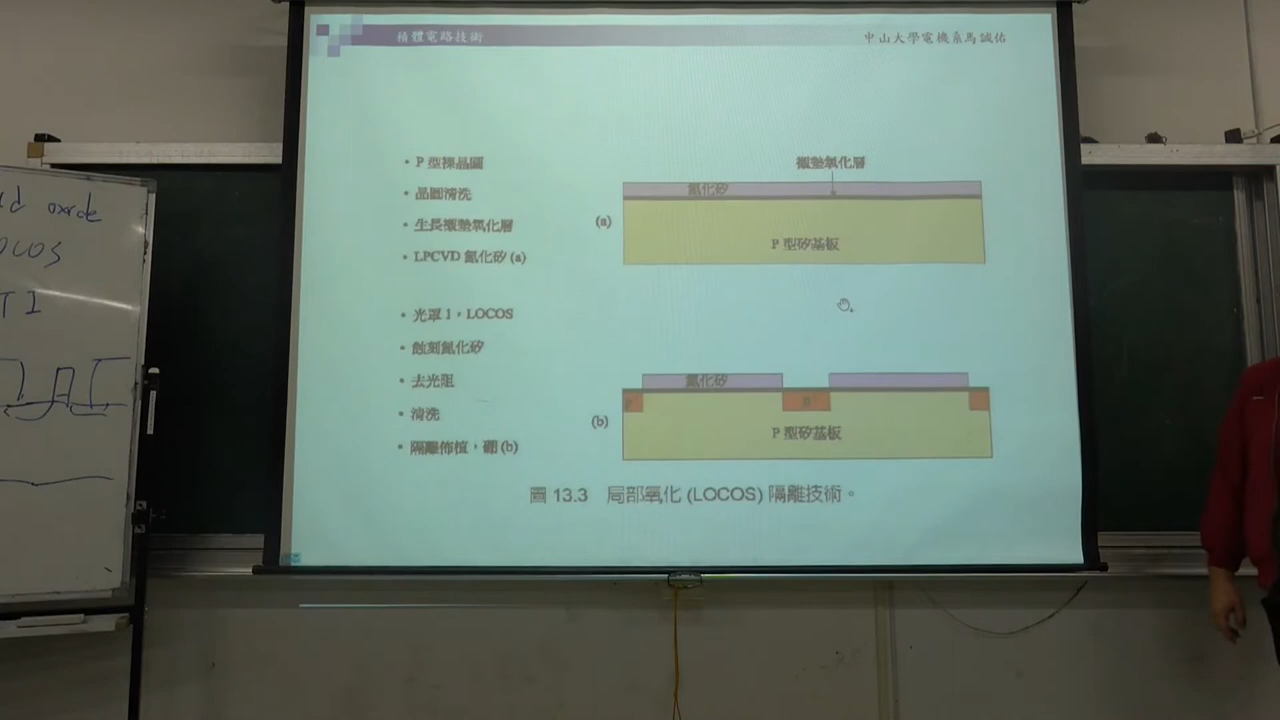 積體電路技術
中山大學電機系馬誠佑
• P 型裸晶圓
• 晶圓清洗
• 生長襯墊氧化層
• LPCVD 氮化矽 (a)
• 光罩 1，LOCOS
• 蝕刻氮化矽
• 去光阻
• 清洗
• 隔離佈植，硼 (b)
襯墊氧化層
氮化矽
(a)
P 型矽基板
氮化矽
(b)
P 型矽基板
圖 13.3 局部氧化 (LOCOS) 隔離技術。
oxide
OCOS
T I